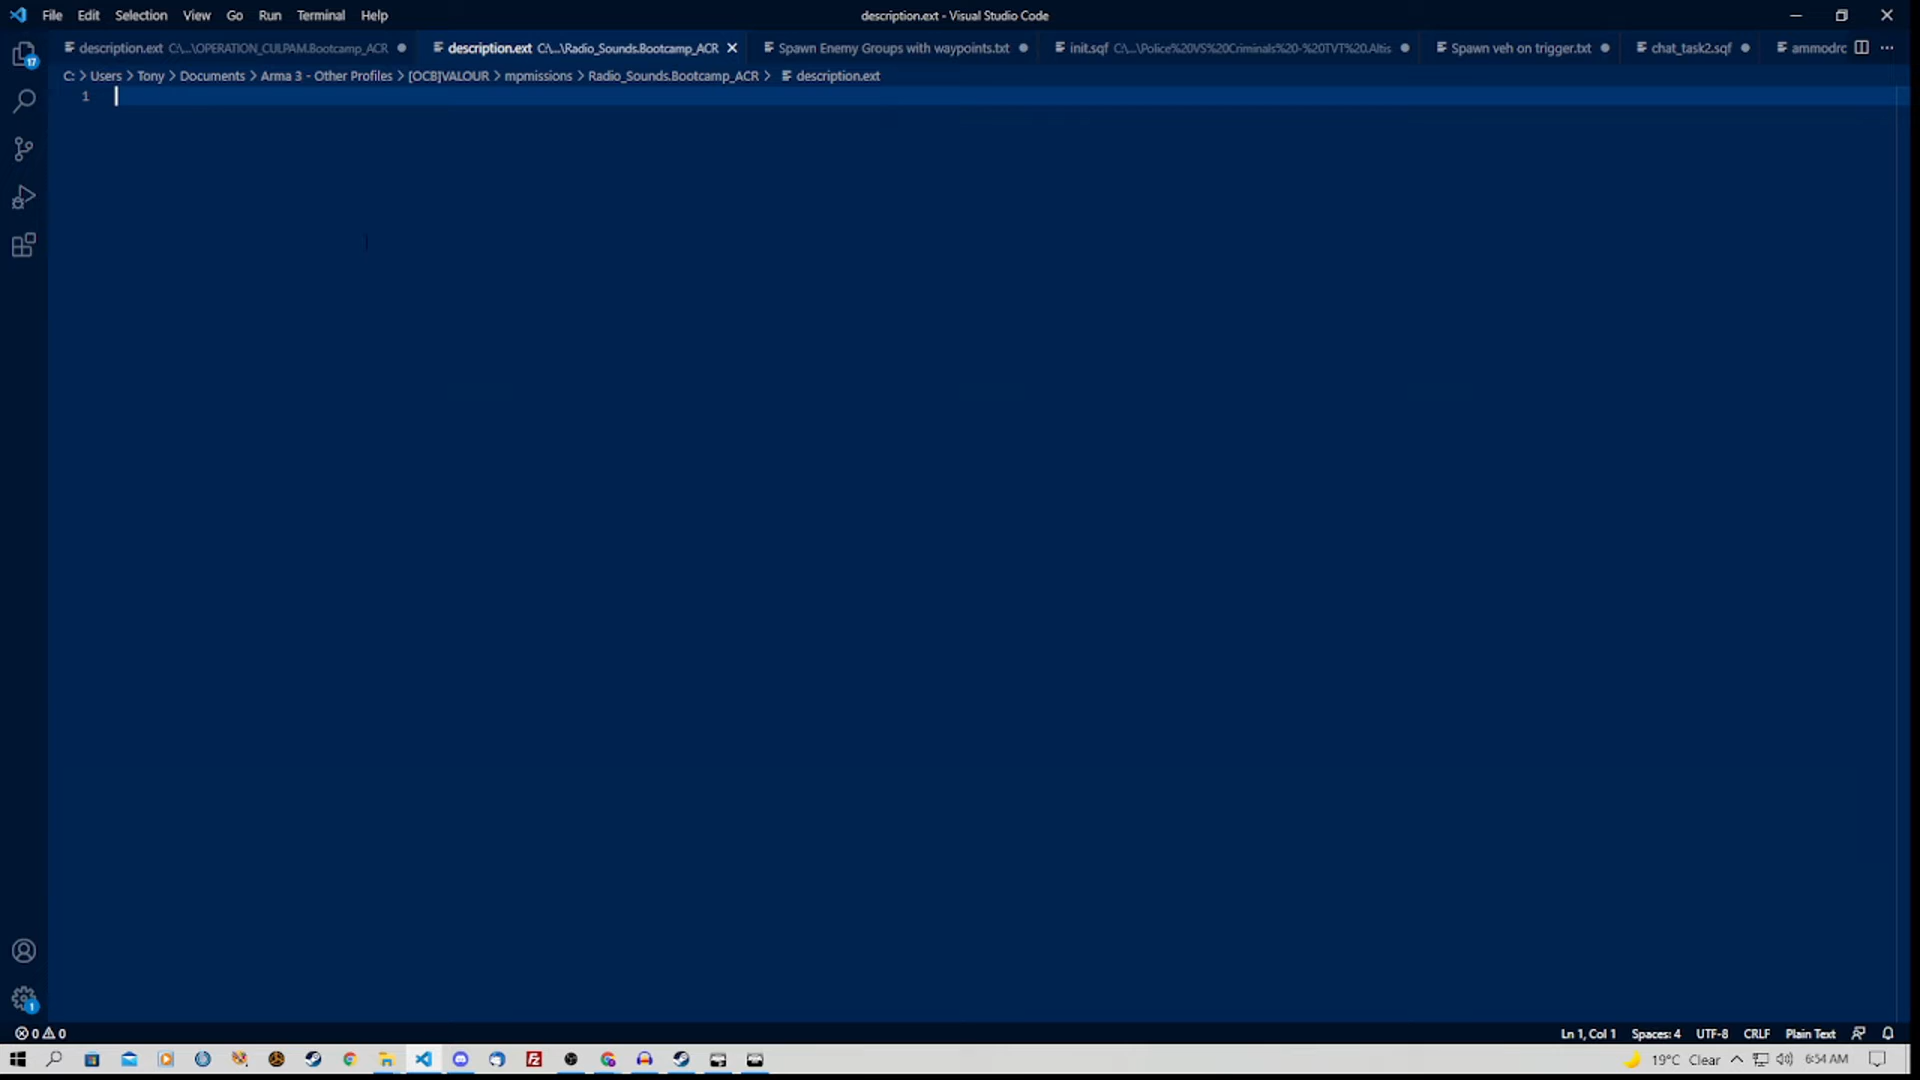 File Edit Selection View Go Run Terminal Help
description.ext - Visual Studio Code
description.ext C:\...\OPERATION_CULPAM.Bootcamp_ACR
description.ext C:\...\Radio_Sounds.Bootcamp_ACR
Spawn Enemy Groups with waypoints.txt
init.sqf C:\...\Police%20VS%20Criminals%20-%20TVT%20.Altis
Spawn veh on trigger.txt
chat_task2.sqf
ammodrc
C: > Users > Tony > Documents > Arma 3 - Other Profiles > [OCB]VALOUR > mpmissions > Radio_Sounds.Bootcamp_ACR > description.ext
17
1
1
0 0
Ln 1, Col 1 Spaces: 4 UTF-8 CRLF Plain Text
19°C Clear 6:54 AM